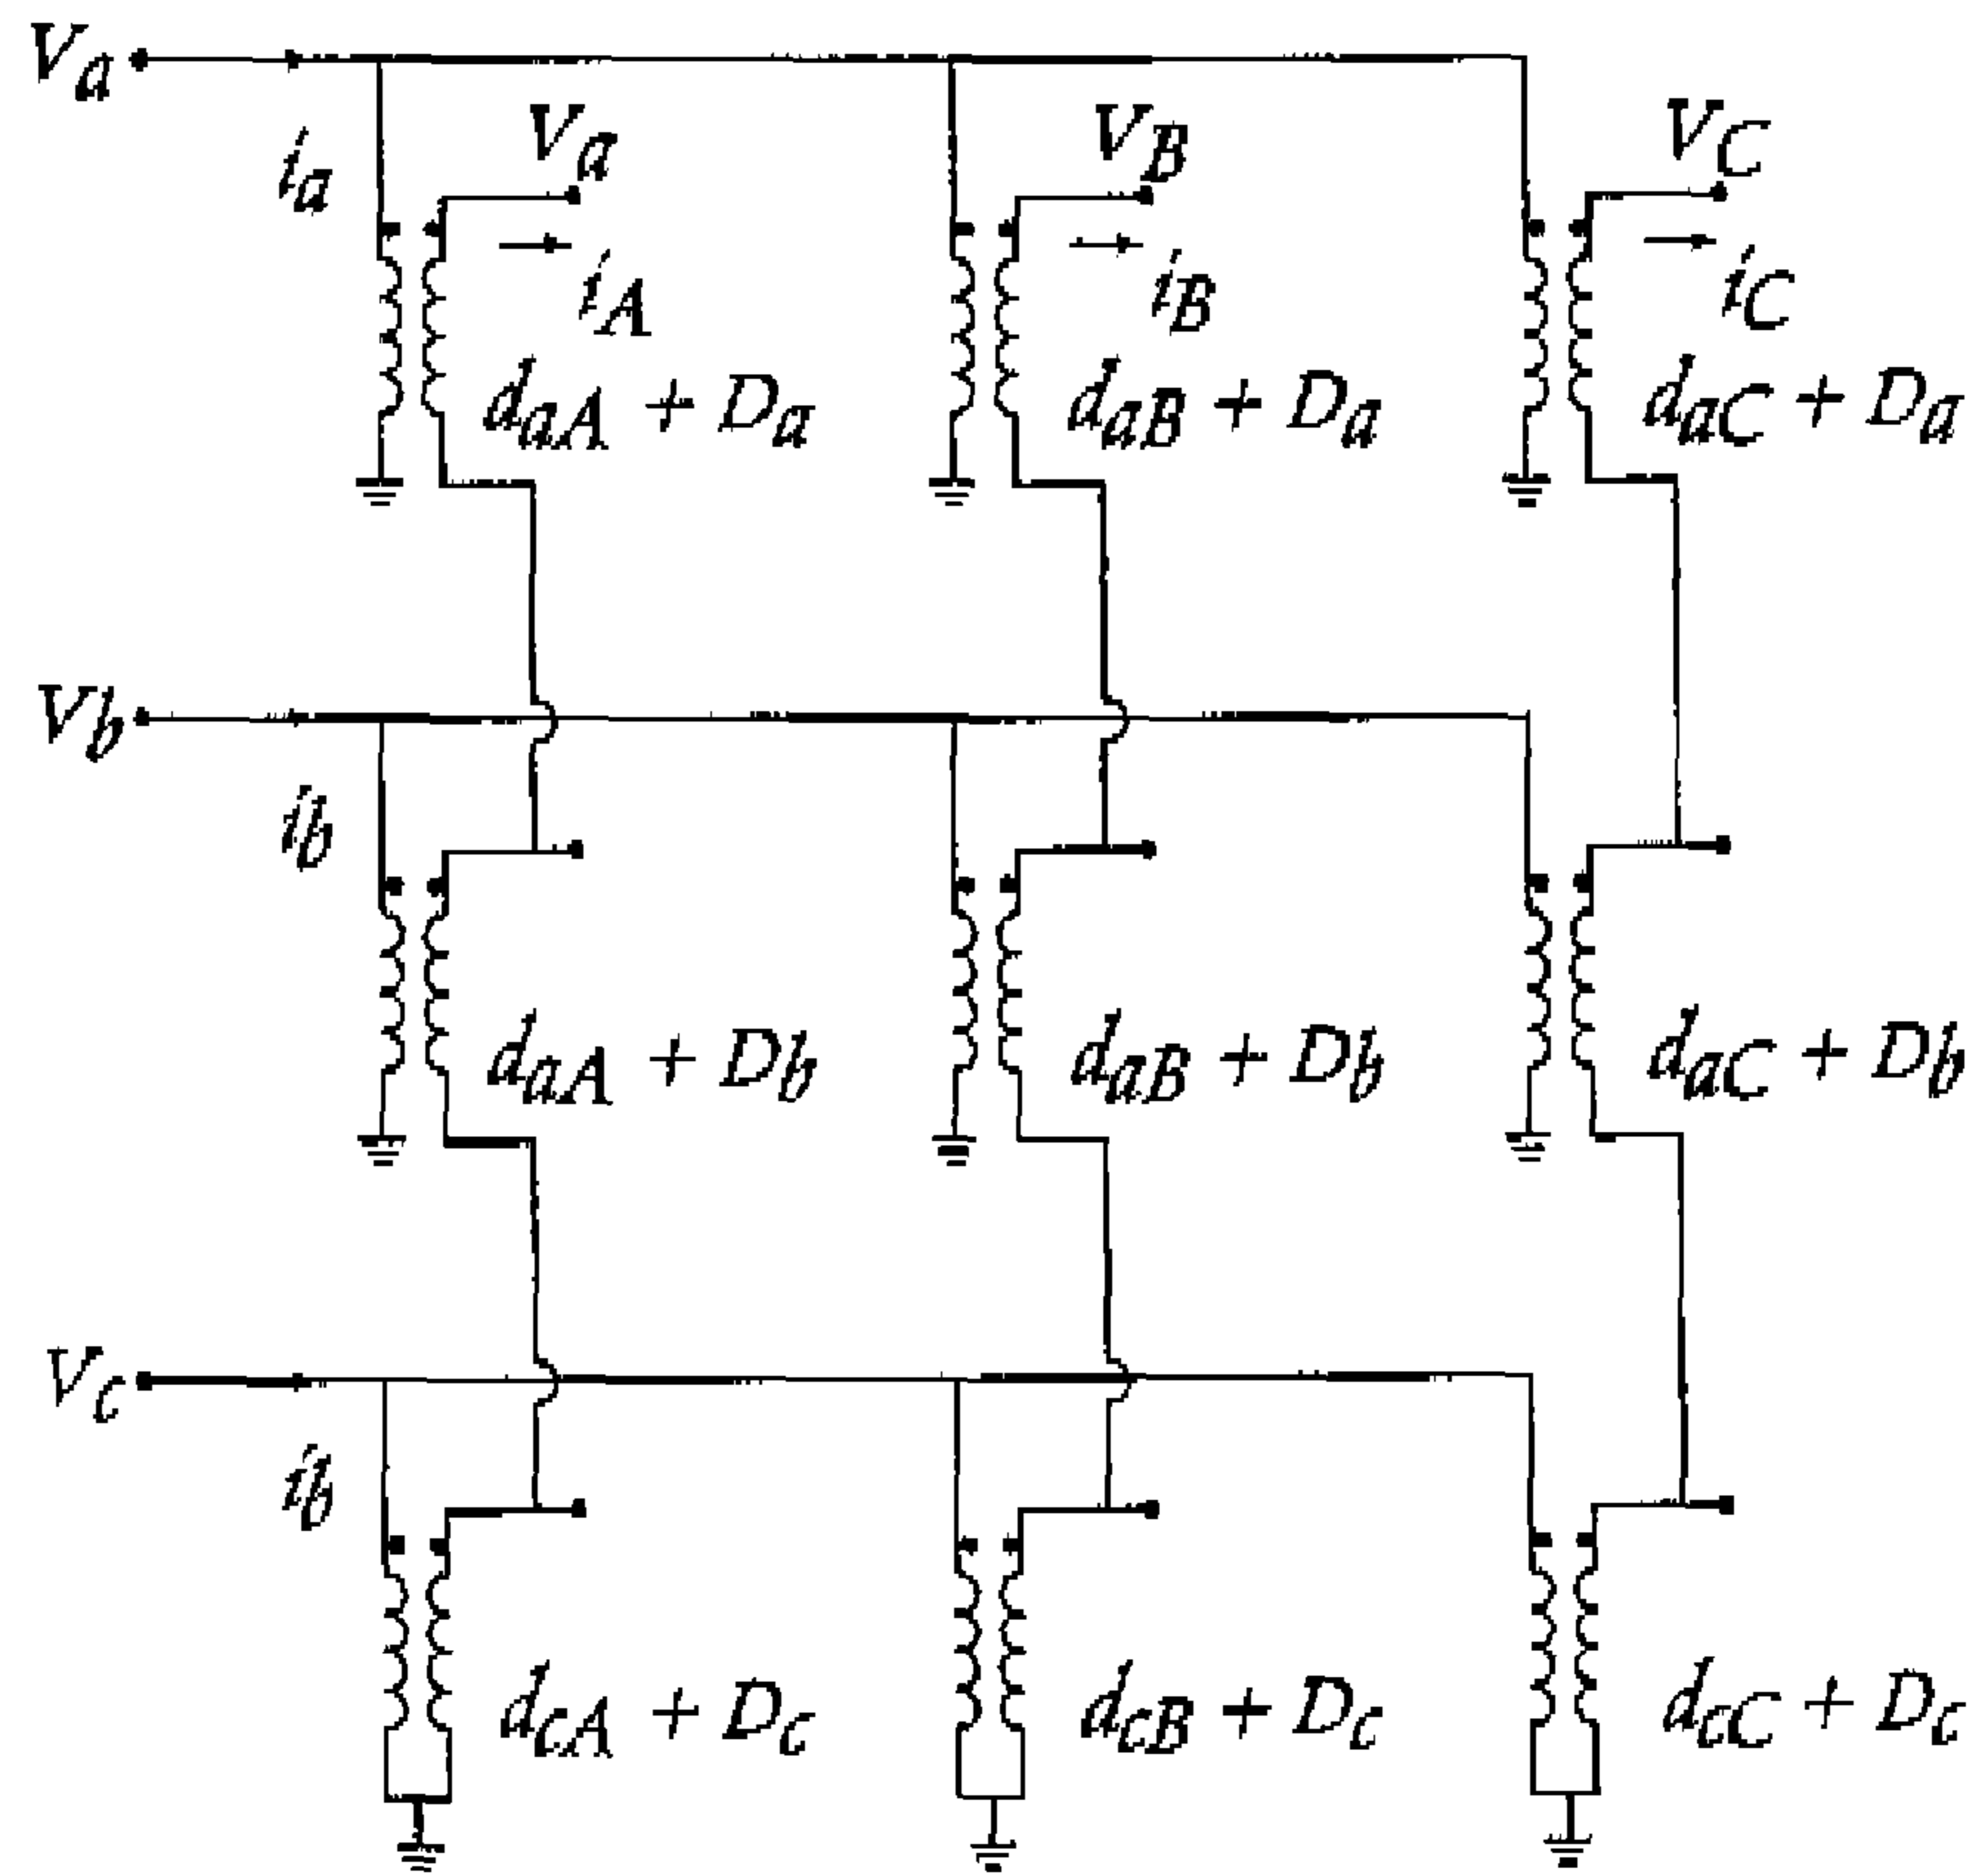 Va
Va VB VC
ia
iA iB iC
daA + Da daB + Da daC + Da
Vb
ib
daA + Db daB + Db daC + Db
Vc
ib
dcA + Dc dcB + Dc dcC + Dc